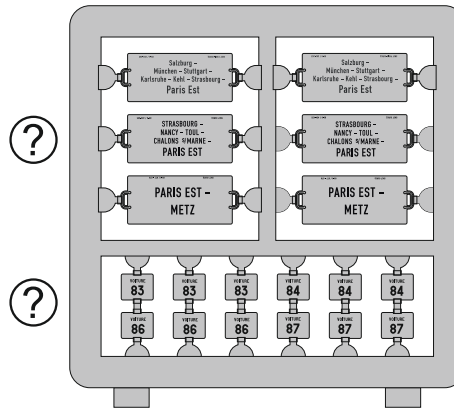 Salzburg –
München – Stuttgart –
Karlsruhe – Kehl – Strasbourg –
Paris Est
Salzburg –
München – Stuttgart –
Karlsruhe – Kehl – Strasbourg –
Paris Est
?
STRASBOURG –
NANCY – TOUL –
CHALONS S/MARNE –
PARIS EST
STRASBOURG –
NANCY – TOUL –
CHALONS S/MARNE –
PARIS EST
PARIS EST –
METZ
PARIS EST –
METZ
?
VOITURE VOITURE VOITURE VOITURE VOITURE VOITURE
83 83 83 84 84 84
VOITURE VOITURE VOITURE VOITURE VOITURE VOITURE
86 86 86 87 87 87